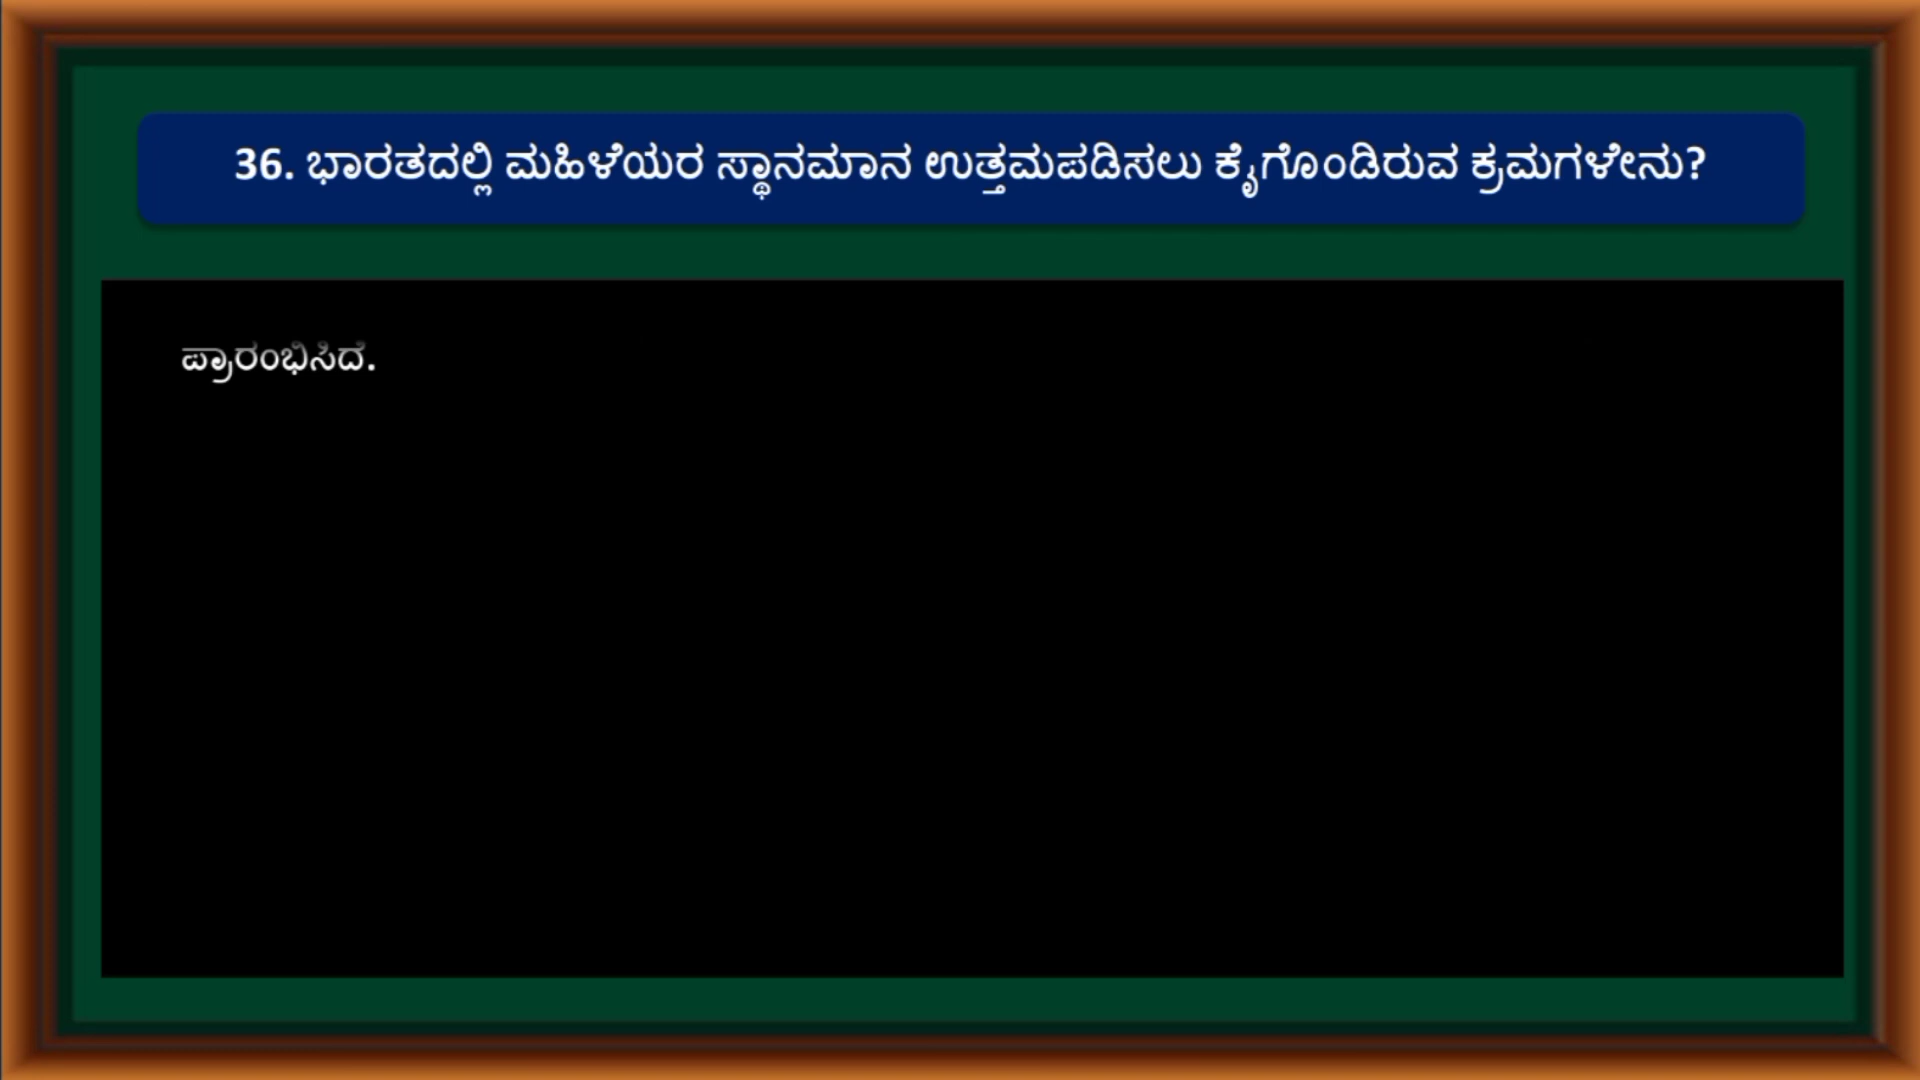 36. ಭಾರತದಲ್ಲಿ ಮಹಿಳೆಯರ ಸ್ಥಾನಮಾನ ಉತ್ತಮಪಡಿಸಲು ಕೈಗೊಂಡಿರುವ ಕ್ರಮಗಳೇನು?
ಪ್ರಾರಂಭಿಸಿದೆ.